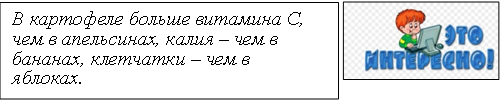 В картофеле больше витамина С,
чем в апельсинах, калия – чем в
бананах, клетчатки – чем в
яблоках.
ЭТО
ИНТЕРЕСНО!